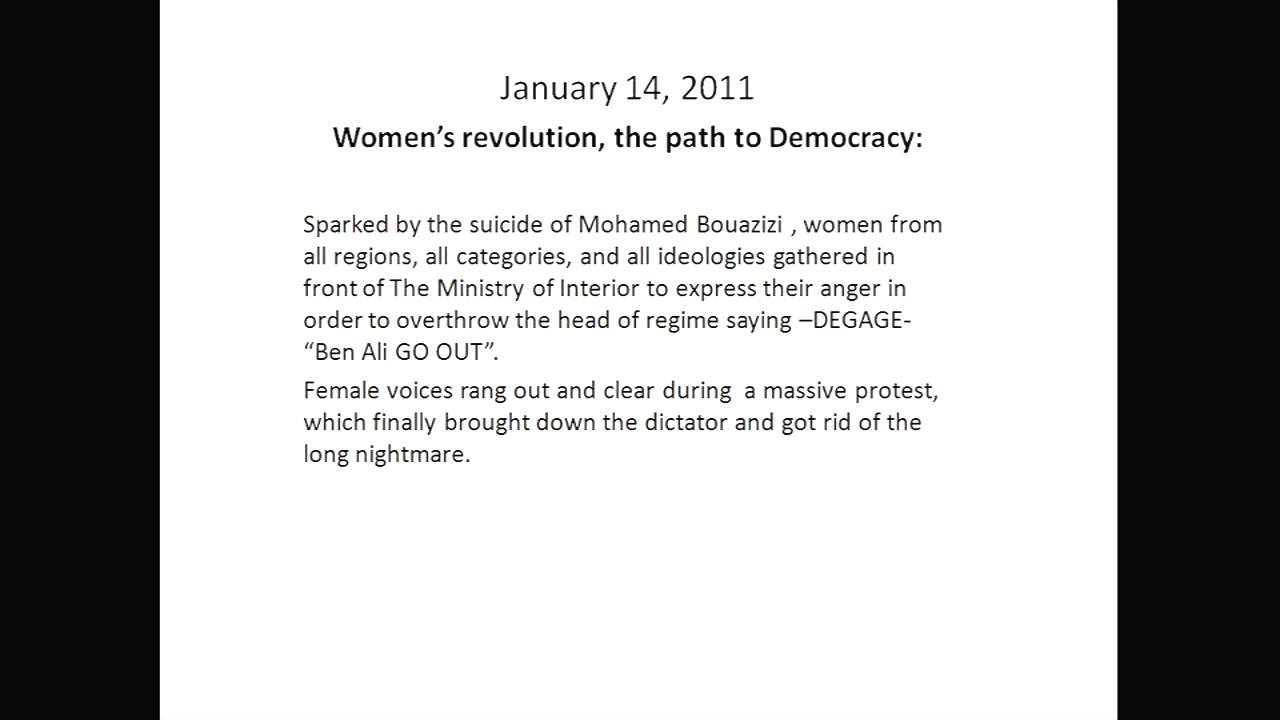 January 14, 2011
Women’s revolution, the path to Democracy:
Sparked by the suicide of Mohamed Bouazizi , women from
all regions, all categories, and all ideologies gathered in
front of The Ministry of Interior to express their anger in
order to overthrow the head of regime saying –DEGAGE-
“Ben Ali GO OUT”.
Female voices rang out and clear during  a massive protest,
which finally brought down the dictator and got rid of the
long nightmare.